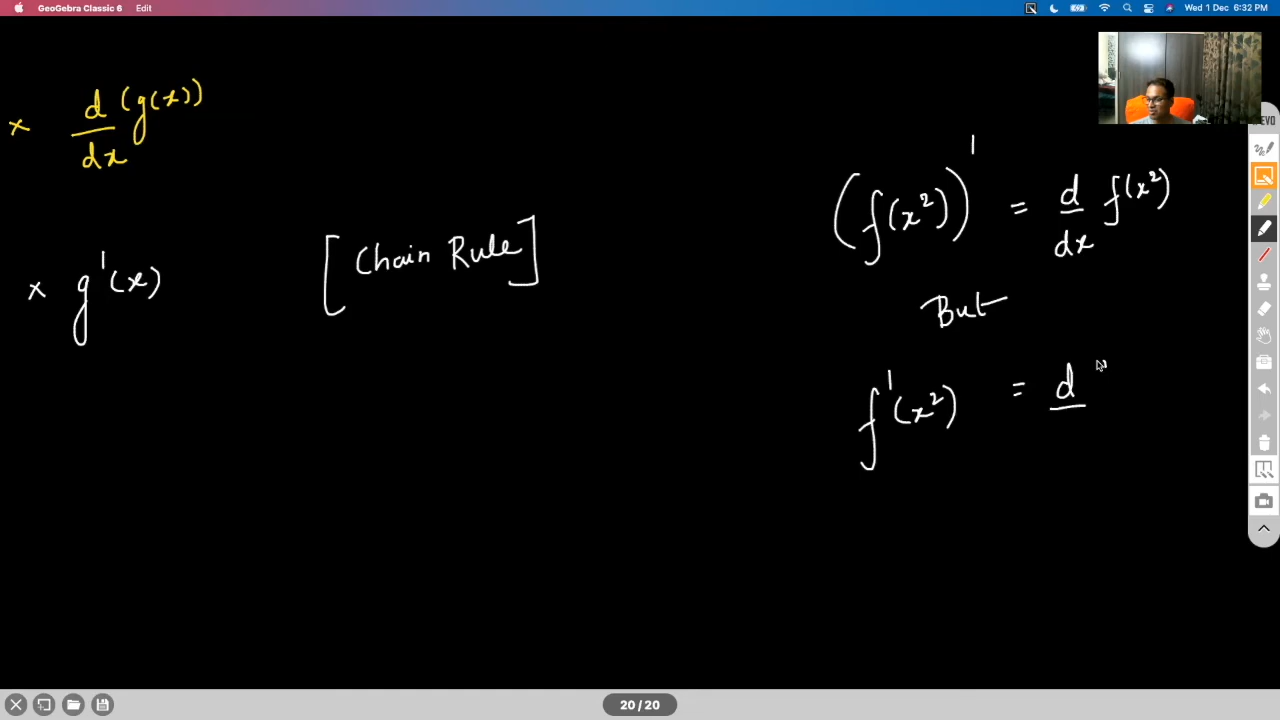 GeoGebra Classic 6 Edit Wed 1 Dec 6:32 PM
× d/dx (g(x))
(f(x²))' = d/dx f(x²)
× g'(x) [Chain Rule]
But
f'(x²) = d
20 / 20